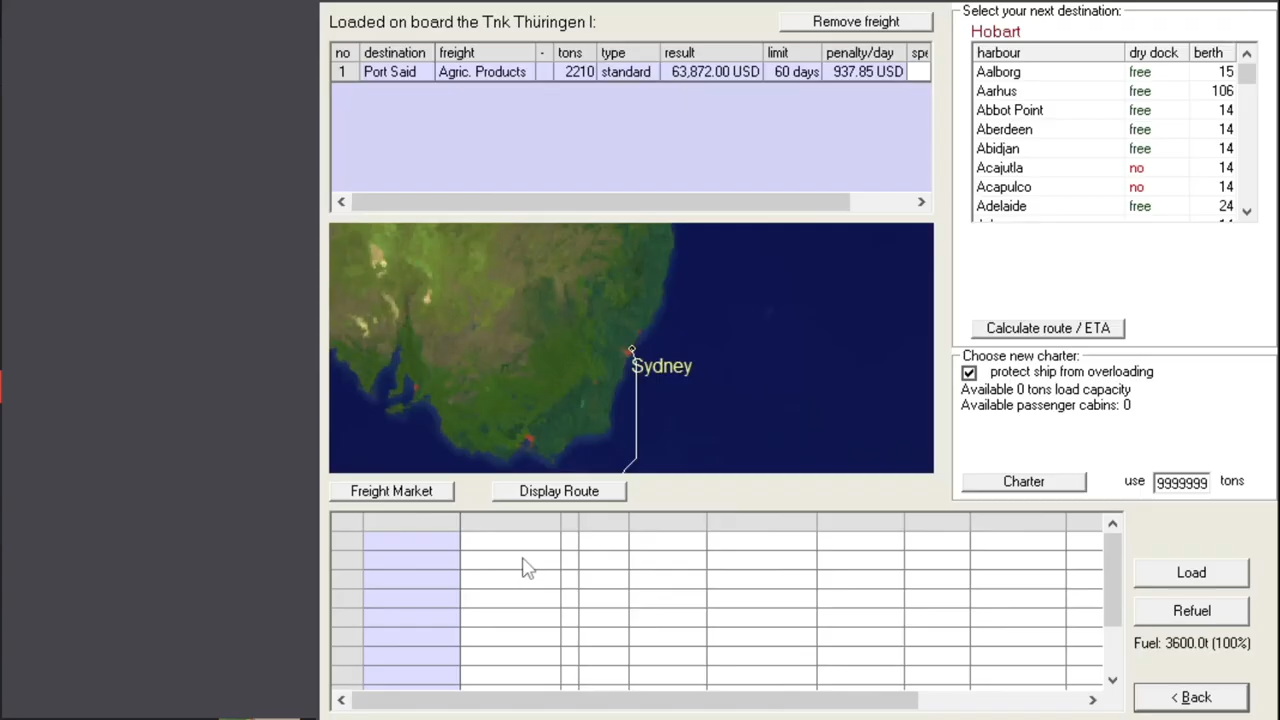 Loaded on board the Tnk Thüringen I:
Remove freight
no destination freight - tons type result limit penalty/day spe
1 Port Said Agric. Products 2210 standard 63,872.00 USD 60 days 937.85 USD
Select your next destination:
Hobart
harbour dry dock berth
Aalborg free 15
Aarhus free 106
Abbot Point free 14
Aberdeen free 14
Abidjan free 14
Acajutla no 14
Acapulco no 14
Adelaide free 24
Calculate route / ETA
Sydney
Choose new charter:
protect ship from overloading
Available 0 tons load capacity
Available passenger cabins: 0
Charter use 9999999 tons
Freight Market Display Route
Load
Refuel
Fuel: 3600.0t (100%)
< Back